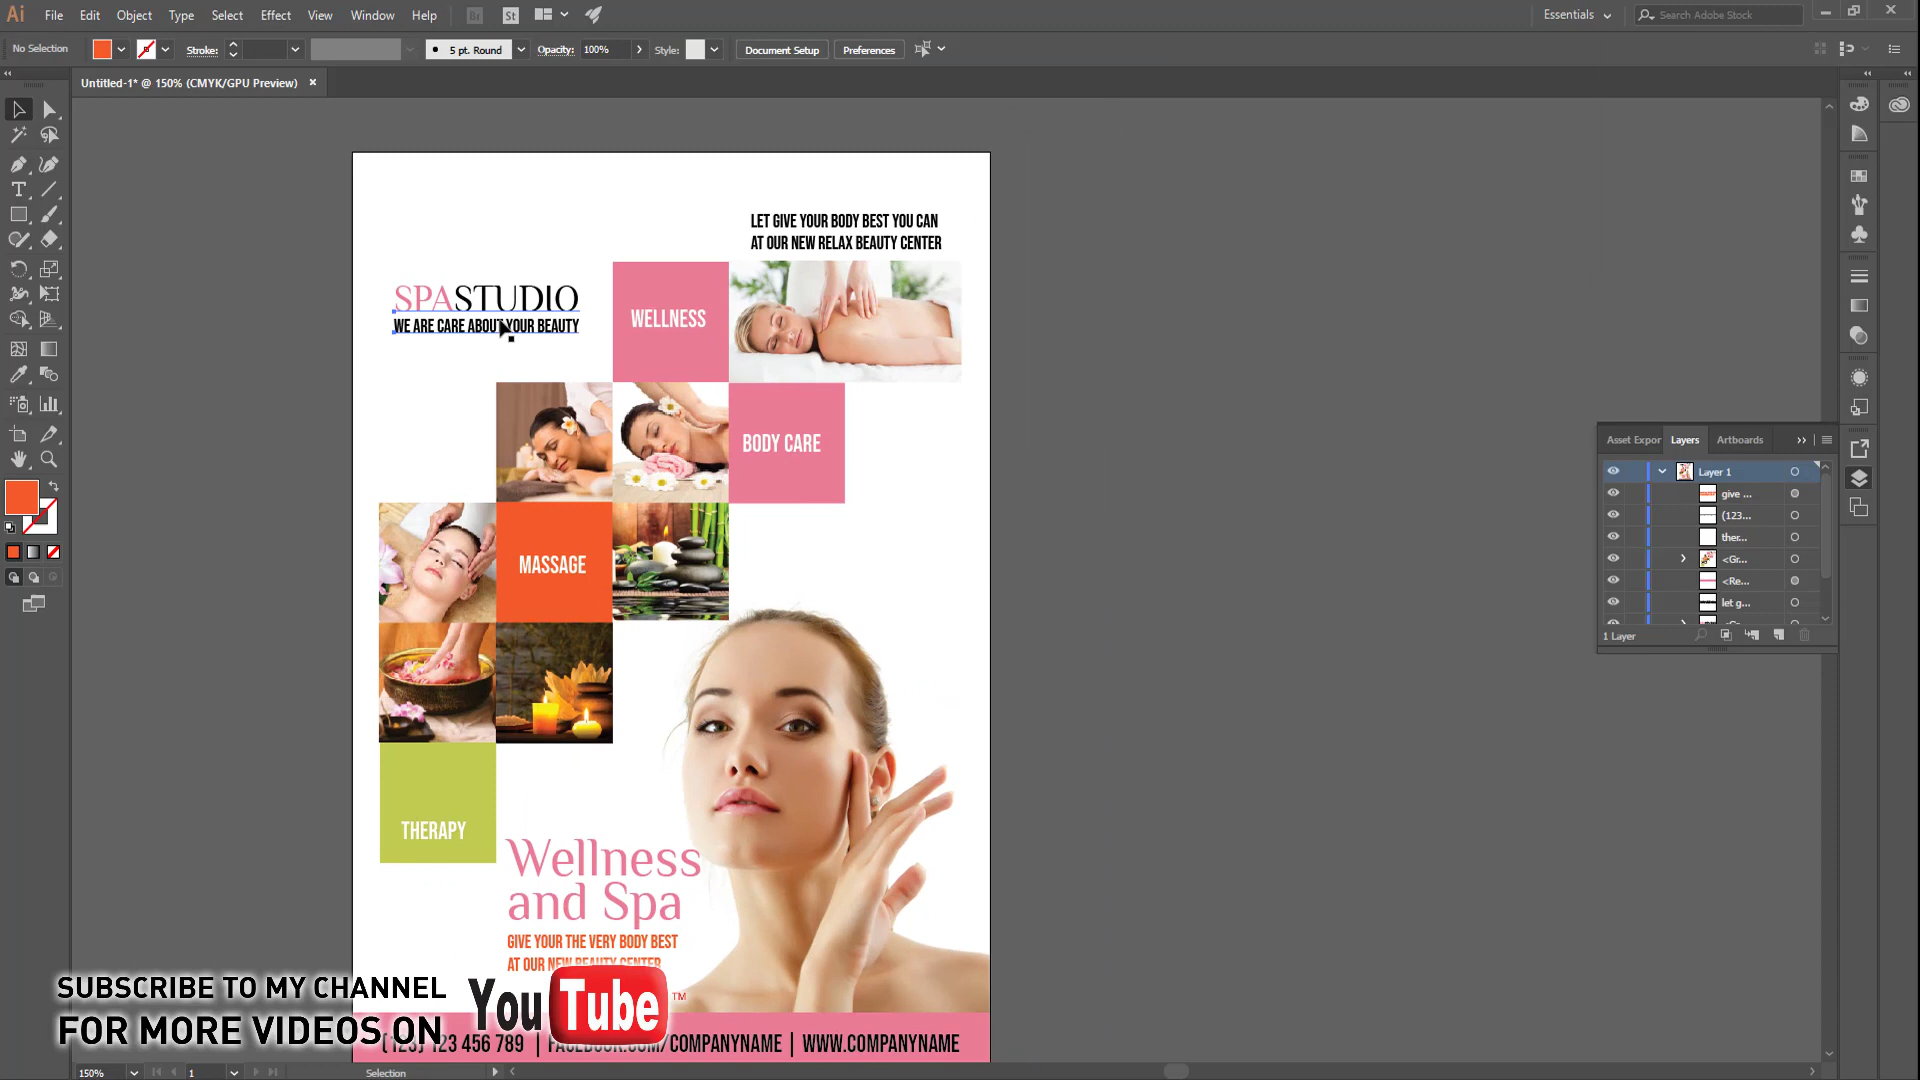 Ai File Edit Object Type Select Effect View Window Help Br St Essentials Search Adobe Stock
No Selection Stroke: 5 pt. Round Opacity: 100% Style: Document Setup Preferences
Untitled-1* @ 150% (CMYK/GPU Preview)
LET GIVE YOUR BODY BEST YOU CAN
AT OUR NEW RELAX BEAUTY CENTER
SPASTUDIO
WE ARE CARE ABOUT YOUR BEAUTY
WELLNESS
BODY CARE
MASSAGE
THERAPY
Wellness
and Spa
GIVE YOUR THE VERY BODY BEST
AT OUR NEW BEAUTY CENTER
(123) 123 456 789 | FACEBOOK.COM/COMPANYNAME | WWW.COMPANYNAME
SUBSCRIBE TO MY CHANNEL
FOR MORE VIDEOS ON
YouTube™
Asset Expor Layers Artboards
Layer 1
give ...
(123...
ther...
<Gr...
<Re...
let g...
1 Layer
150% 1 Selection